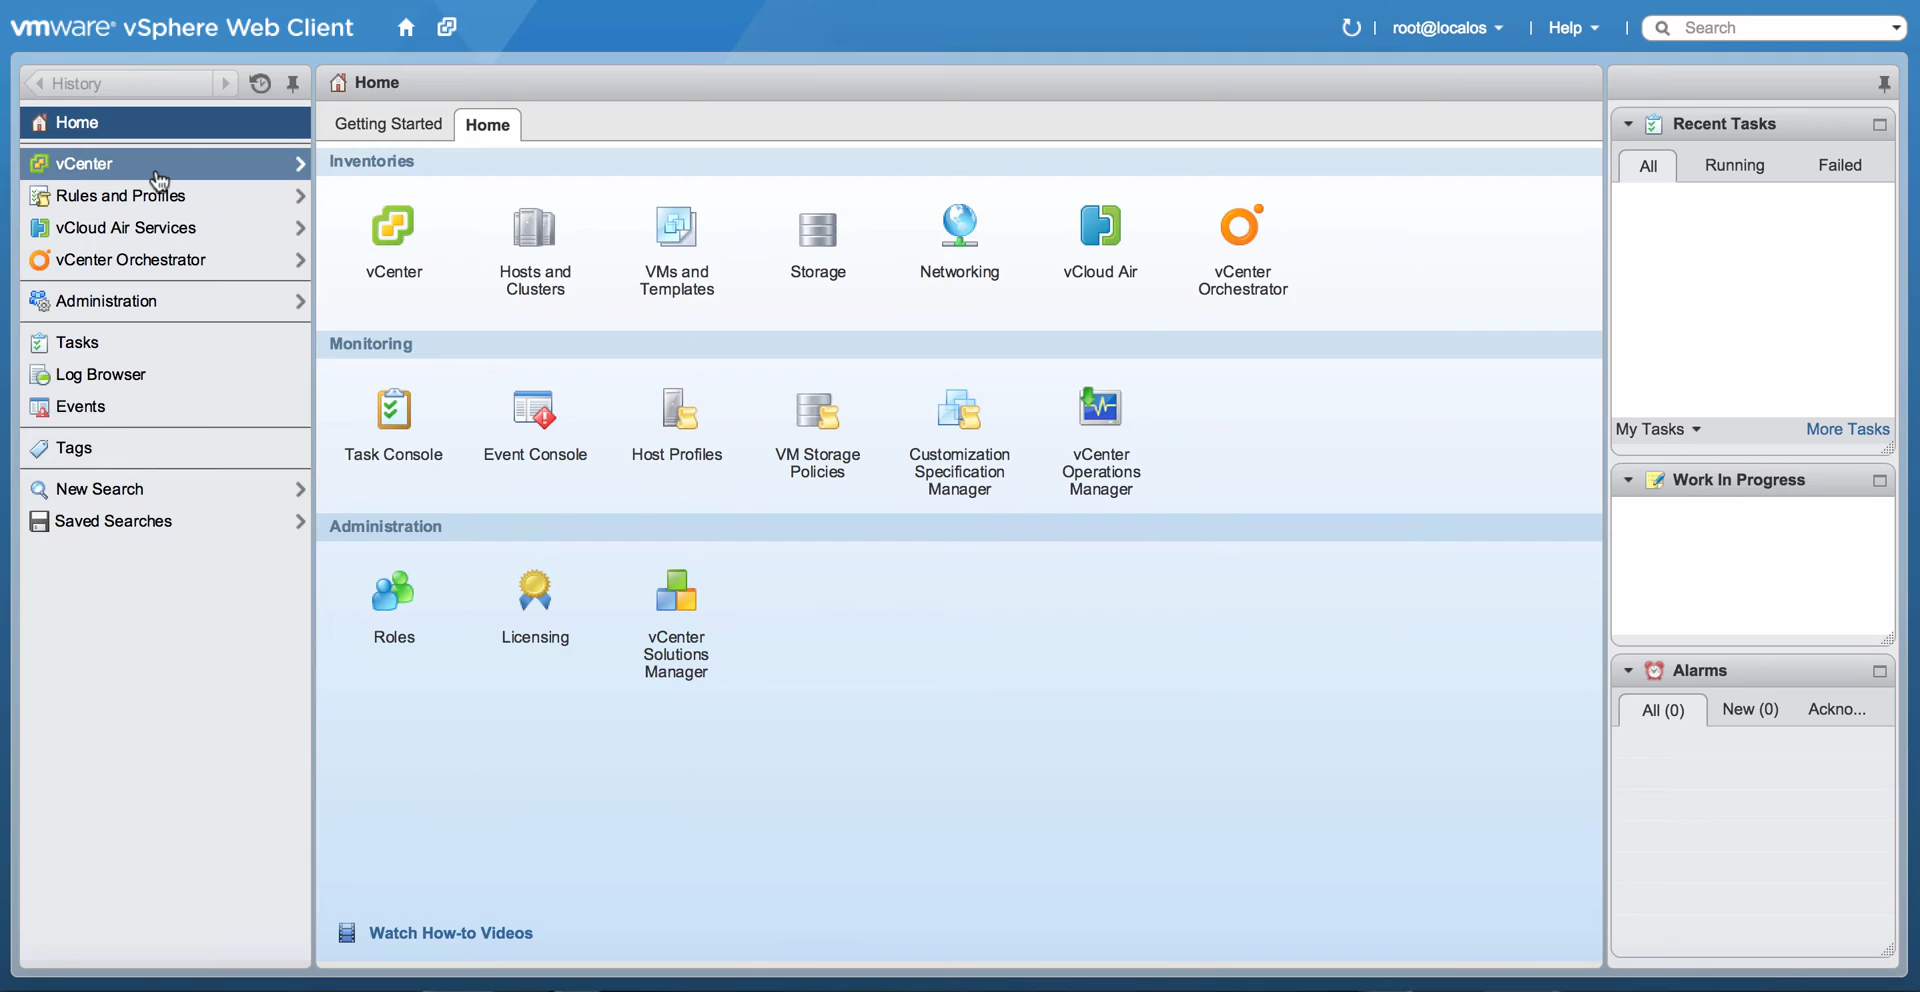 vmware® vSphere Web Client
root@localos
Help
Search
History
Home
vCenter
Rules and Profiles
vCloud Air Services
vCenter Orchestrator
Administration
Tasks
Log Browser
Events
Tags
New Search
Saved Searches
Home
Getting Started
Home
Inventories
vCenter
Hosts and
Clusters
VMs and
Templates
Storage
Networking
vCloud Air
vCenter
Orchestrator
Monitoring
Task Console
Event Console
Host Profiles
VM Storage
Policies
Customization
Specification
Manager
vCenter
Operations
Manager
Administration
Roles
Licensing
vCenter
Solutions
Manager
Watch How-to Videos
Recent Tasks
All
Running
Failed
My Tasks
More Tasks
Work In Progress
Alarms
All (0)
New (0)
Ackno...